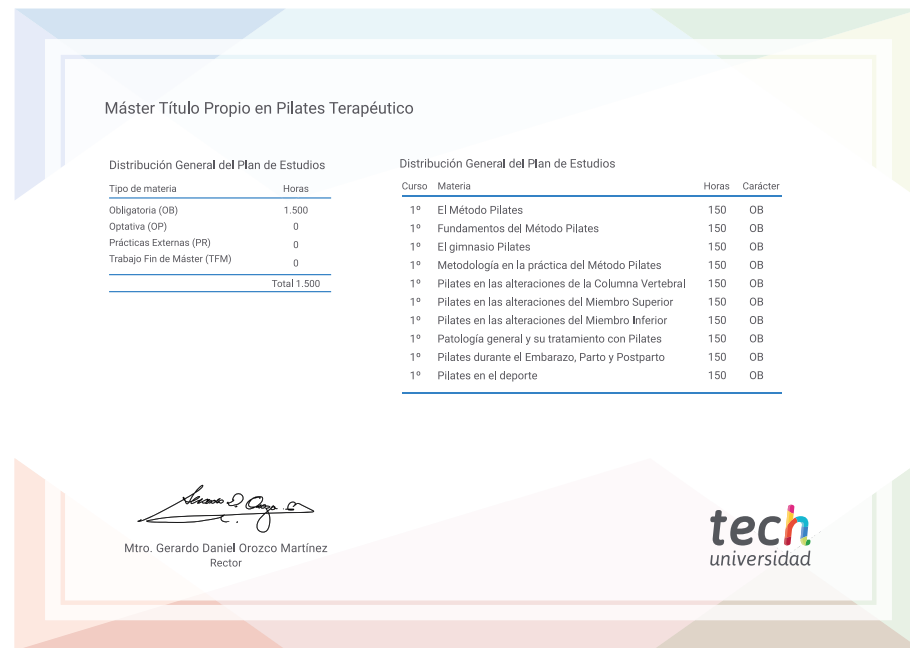 Máster Título Propio en Pilates Terapéutico
Distribución General del Plan de Estudios
Tipo de materia Horas
Obligatoria (OB) 1.500
Optativa (OP) 0
Prácticas Externas (PR) 0
Trabajo Fin de Máster (TFM) 0
Total 1.500
Distribución General del Plan de Estudios
Curso Materia Horas Carácter
1º El Método Pilates 150 OB
1º Fundamentos del Método Pilates 150 OB
1º El gimnasio Pilates 150 OB
1º Metodología en la práctica del Método Pilates 150 OB
1º Pilates en las alteraciones de la Columna Vertebral 150 OB
1º Pilates en las alteraciones del Miembro Superior 150 OB
1º Pilates en las alteraciones del Miembro Inferior 150 OB
1º Patología general y su tratamiento con Pilates 150 OB
1º Pilates durante el Embarazo, Parto y Postparto 150 OB
1º Pilates en el deporte 150 OB
Mtro. Gerardo Daniel Orozco Martínez
Rector
tech
universidad